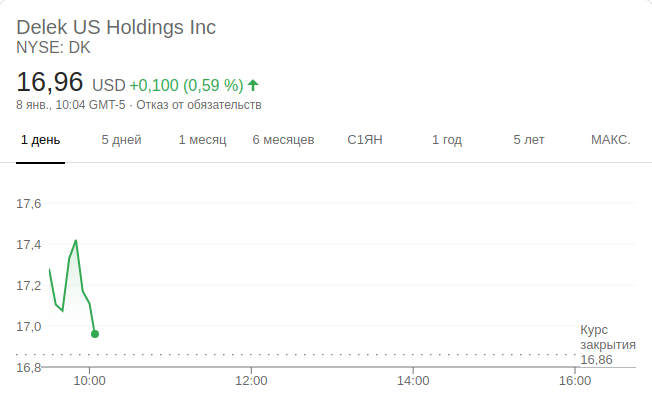 Delek US Holdings Inc
NYSE: DK
16,96 USD +0,100 (0,59 %)
8 янв., 10:04 GMT-5 · Отказ от обязательств
1 день 5 дней 1 месяц 6 месяцев С1ЯН 1 год 5 лет МАКС.
17,6
17,4
17,2
17,0
Курс
закрытия
16,86
16,8
10:00 12:00 14:00 16:00